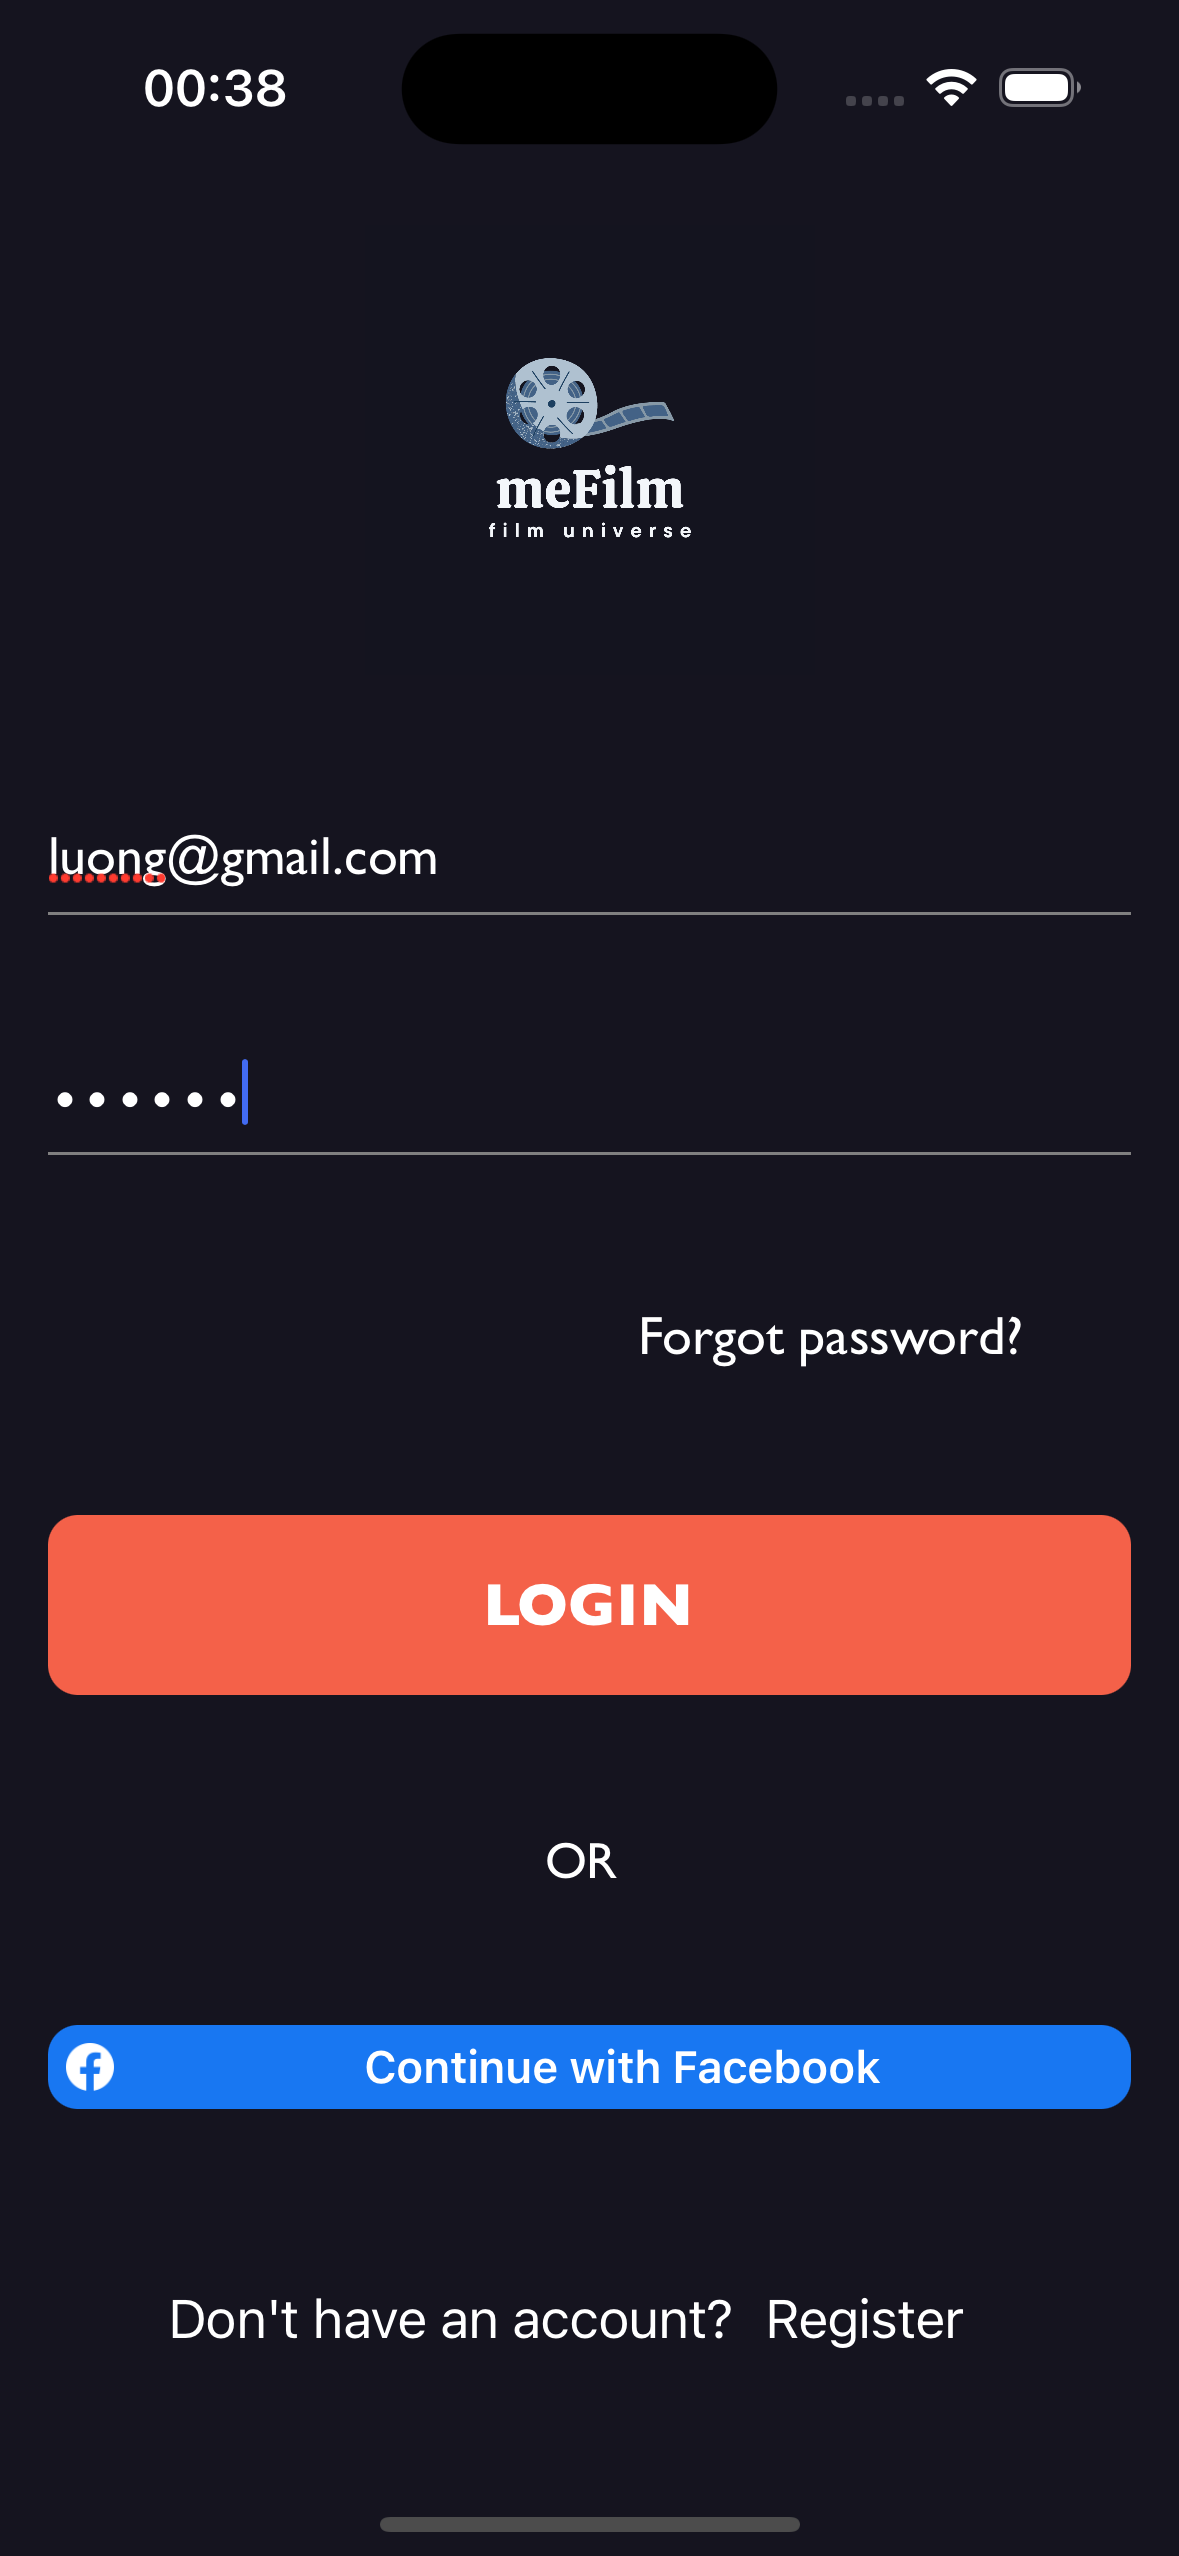 00:38
meFilm
film universe
luong@gmail.com
••••••
Forgot password?
LOGIN
OR
Continue with Facebook
Don't have an account? Register